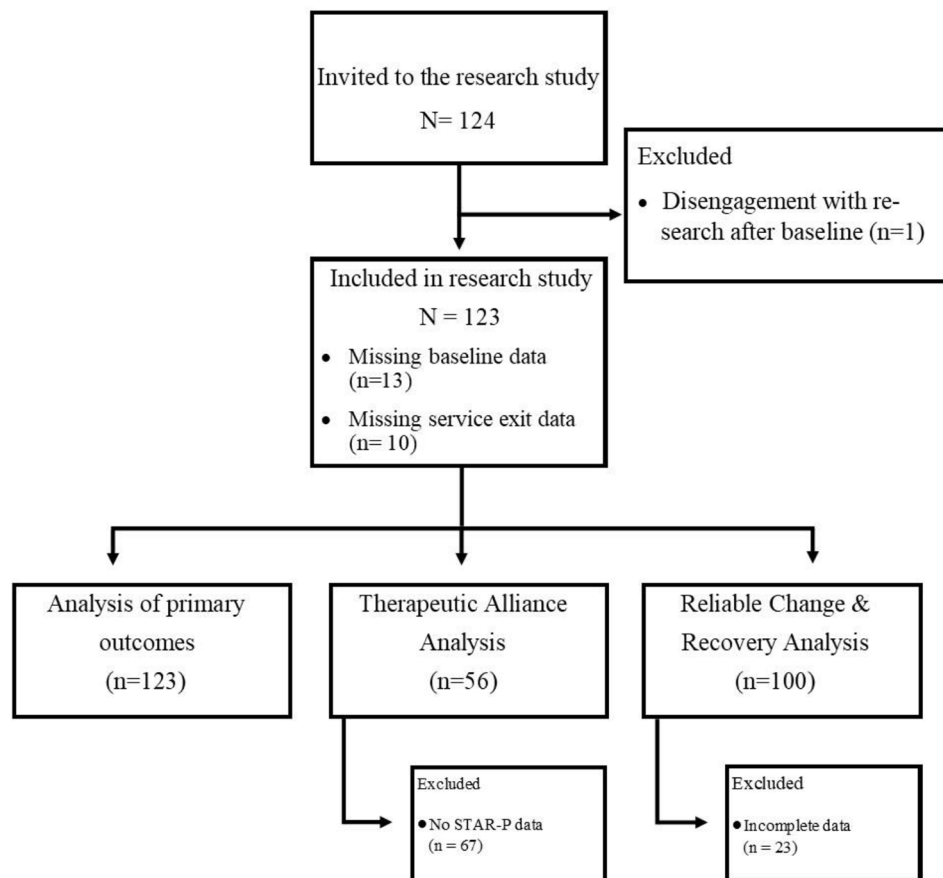 Invited to the research study
N= 124
Excluded
• Disengagement with re-
search after baseline (n=1)
Included in research study
N = 123
• Missing baseline data
(n=13)
• Missing service exit data
(n= 10)
Analysis of primary
outcomes
(n=123)
Therapeutic Alliance
Analysis
(n=56)
Reliable Change &
Recovery Analysis
(n=100)
Excluded
• No STAR-P data
(n = 67)
Excluded
• Incomplete data
(n = 23)